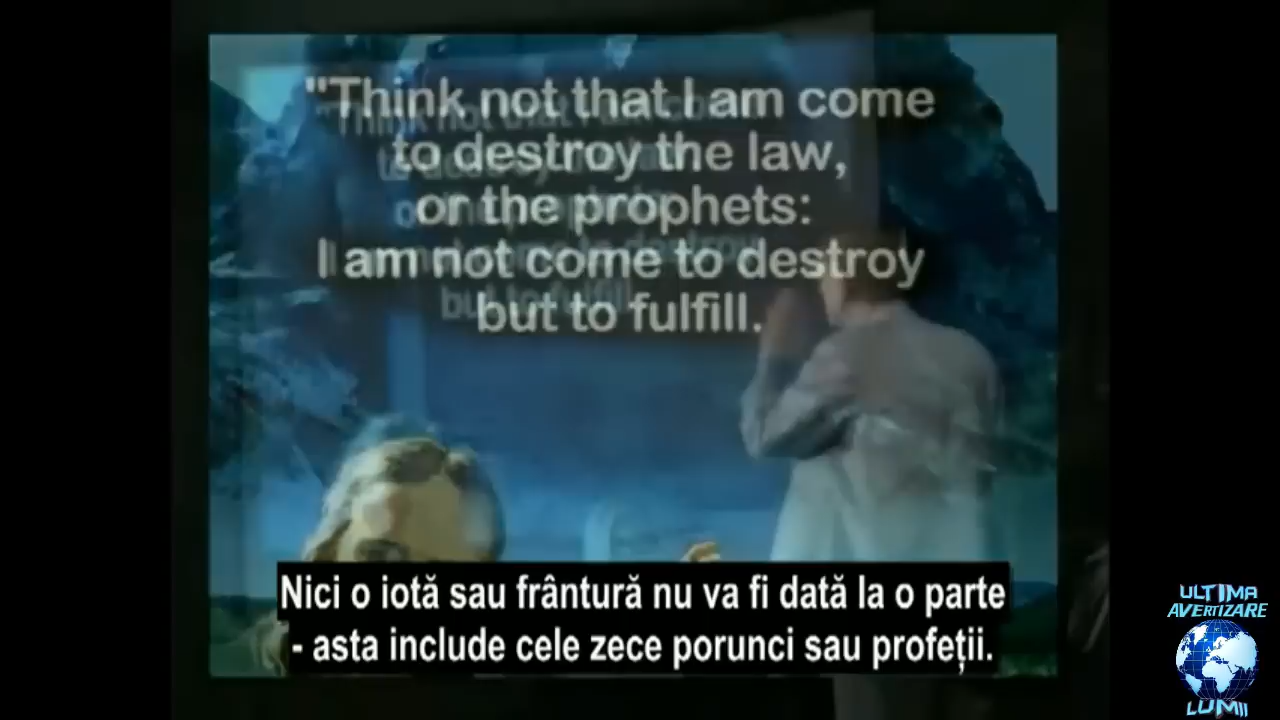 "Think not that I am come
to destroy the law,
or the prophets:
I am not come to destroy
but to fulfill.
Nici o iotă sau frântură nu va fi dată la o parte
- asta include cele zece porunci sau profeții.
ULTIMA
AVERTIZARE
LUMII